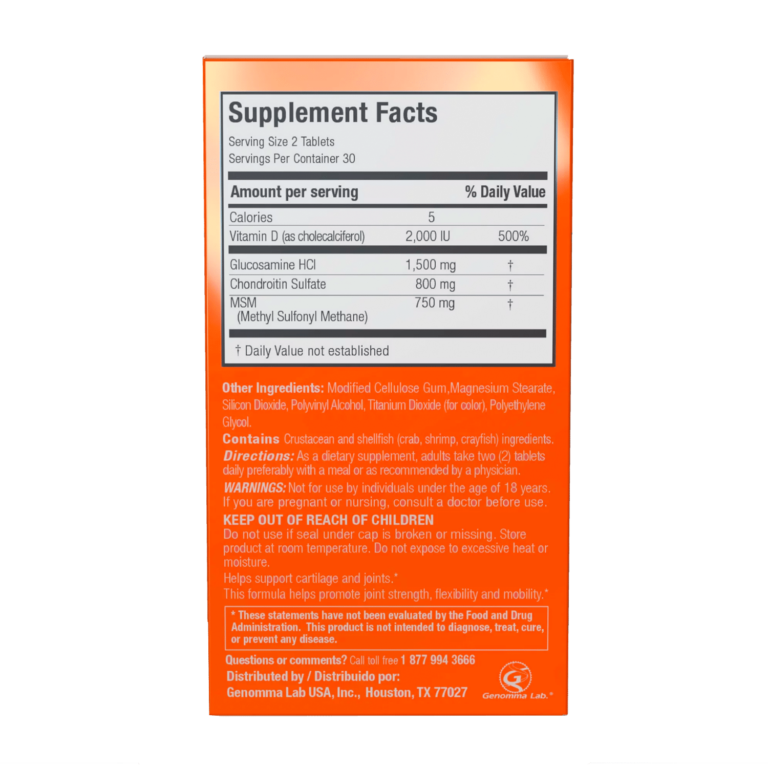 Supplement Facts
Serving Size 2 Tablets
Servings Per Container 30
Amount per serving % Daily Value
Calories 5
Vitamin D (as cholecalciferol) 2,000 IU 500%
Glucosamine HCl 1,500 mg †
Chondroitin Sulfate 800 mg †
MSM 750 mg †
(Methyl Sulfonyl Methane)
† Daily Value not established
Other Ingredients: Modified Cellulose Gum,Magnesium Stearate,
Silicon Dioxide, Polyvinyl Alcohol, Titanium Dioxide (for color), Polyethylene
Glycol.
Contains Crustacean and shellfish (crab, shrimp, crayfish) ingredients.
Directions: As a dietary supplement, adults take two (2) tablets
daily preferably with a meal or as recommended by a physician.
WARNINGS: Not for use by individuals under the age of 18 years.
If you are pregnant or nursing, consult a doctor before use.
KEEP OUT OF REACH OF CHILDREN
Do not use if seal under cap is broken or missing. Store
product at room temperature. Do not expose to excessive heat or
moisture.
Helps support cartilage and joints.*
This formula helps promote joint strength, flexibility and mobility.*
* These statements have not been evaluated by the Food and Drug
Administration. This product is not intended to diagnose, treat, cure,
or prevent any disease.
Questions or comments? Call toll free 1 877 994 3666
Distributed by / Distribuido por:
Genomma Lab USA, Inc., Houston, TX 77027
Genomma Lab.®